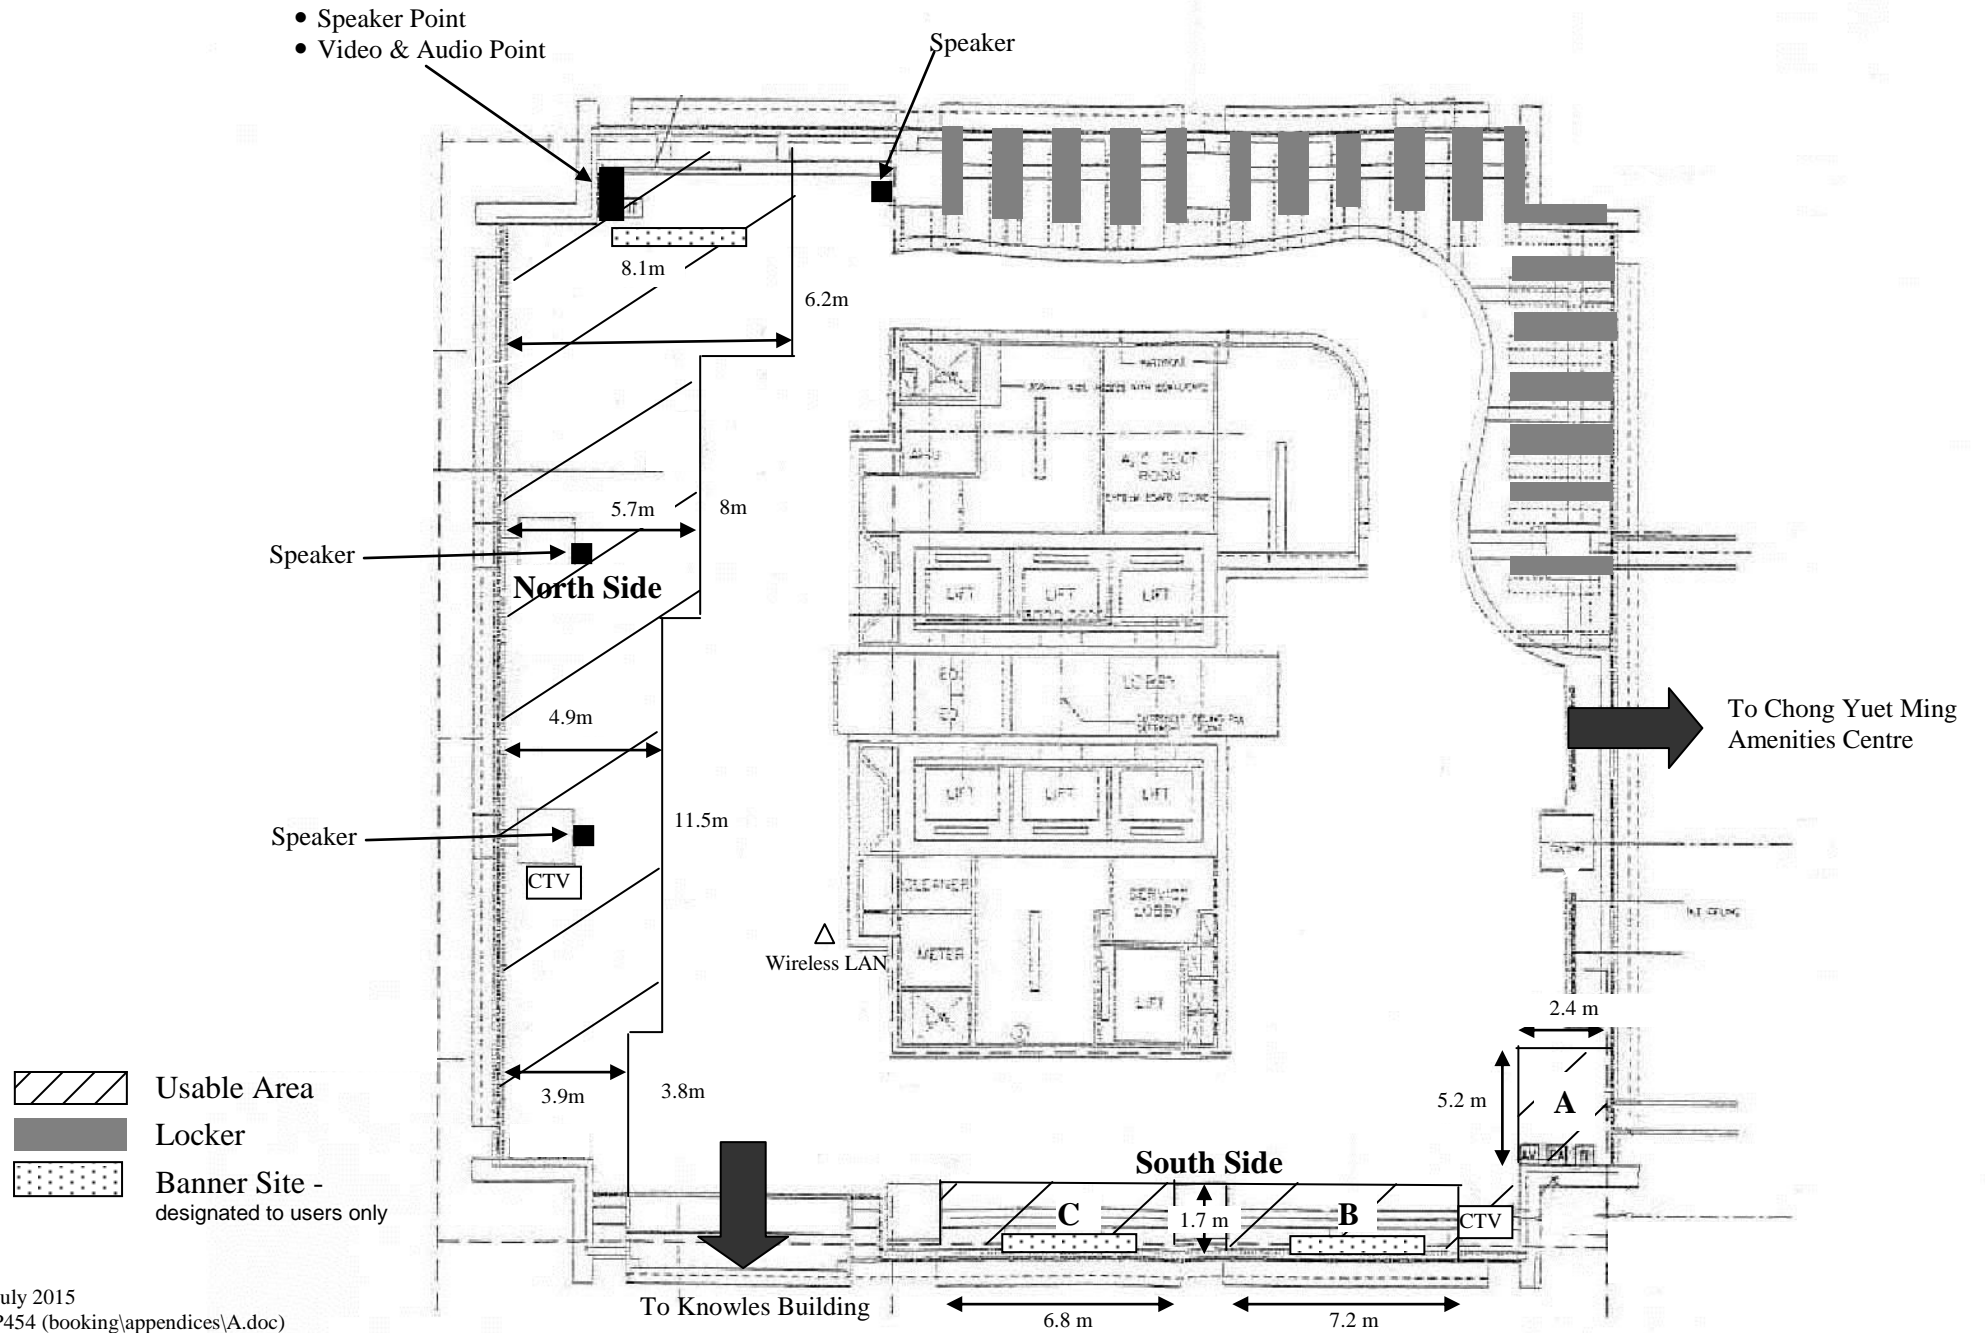 • Speaker Point
• Video & Audio Point
Speaker
8.1m
6.2m
5.7m
8m
Speaker
North Side
LIFT
LIFT
LIFT
LOBBY
4.9m
To Chong Yuet Ming
Amenities Centre
LIFT
LIFT
LIFT
11.5m
Speaker
CTV
CLEANER
SERVICE
LOBBY
Wireless LAN
METER
LIFT
2.4 m
Usable Area
3.9m
3.8m
5.2 m
A
Locker
South Side
Banner Site -
designated to users only
C
1.7 m
B
CTV
uly 2015
P454 (booking\appendices\A.doc)
To Knowles Building
6.8 m
7.2 m